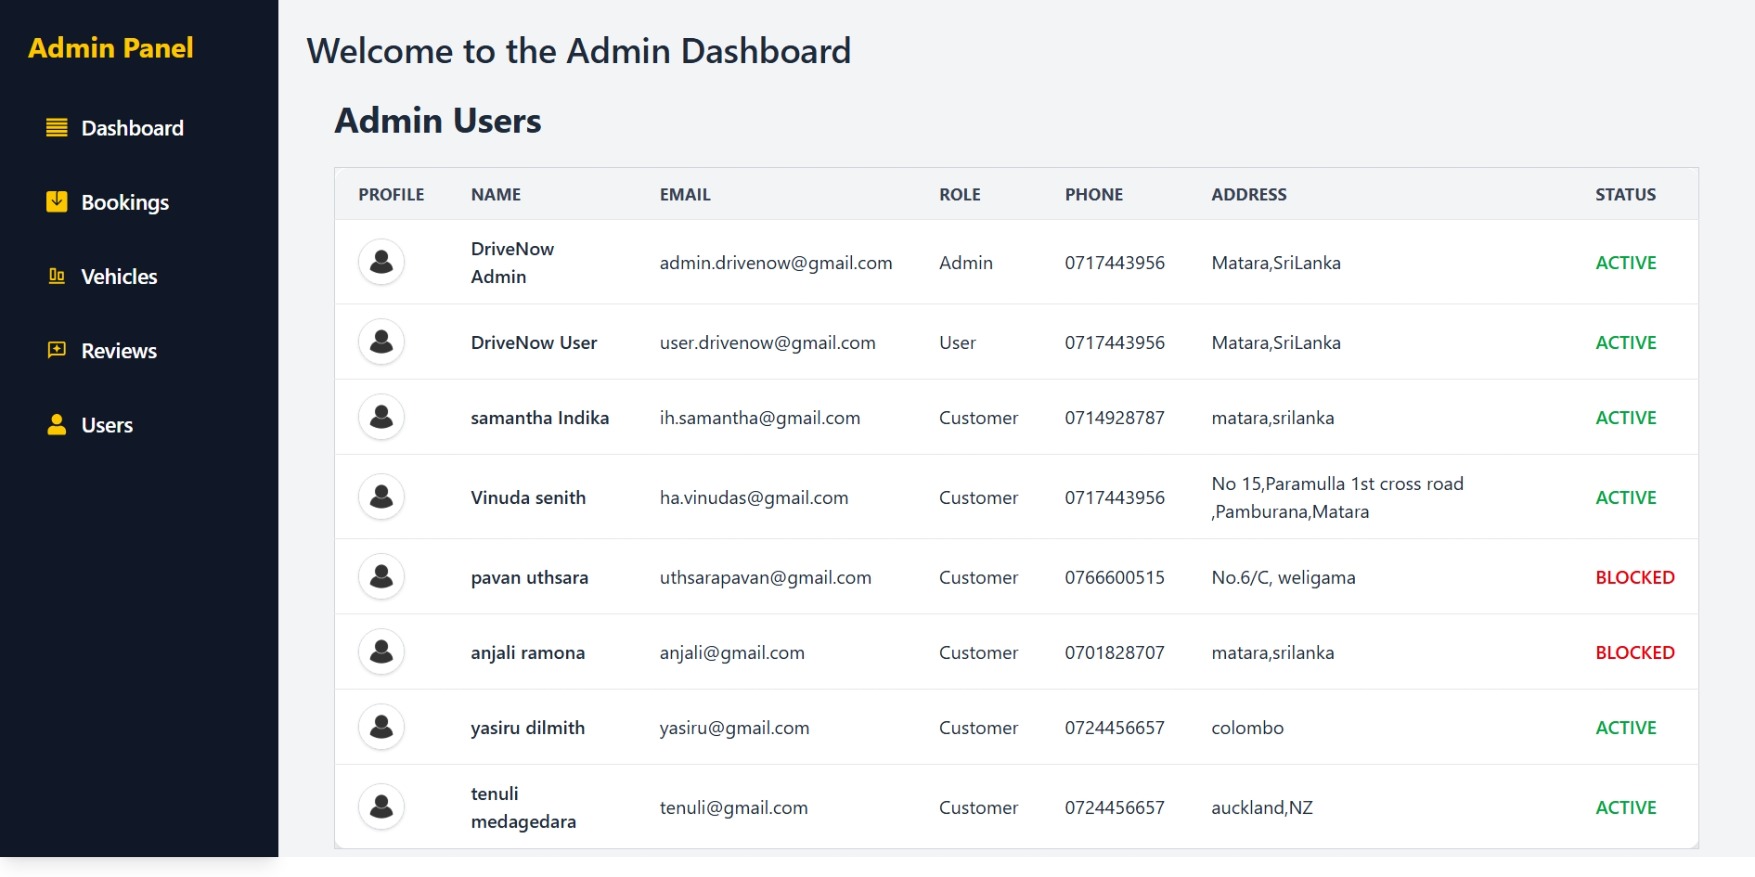 Admin Panel
Dashboard
Bookings
Vehicles
Reviews
Users
Welcome to the Admin Dashboard
Admin Users
PROFILE NAME EMAIL ROLE PHONE ADDRESS STATUS
DriveNow Admin admin.drivenow@gmail.com Admin 0717443956 Matara,SriLanka ACTIVE
DriveNow User user.drivenow@gmail.com User 0717443956 Matara,SriLanka ACTIVE
samantha Indika ih.samantha@gmail.com Customer 0714928787 matara,srilanka ACTIVE
Vinuda senith ha.vinudas@gmail.com Customer 0717443956 No 15,Paramulla 1st cross road ,Pamburana,Matara ACTIVE
pavan uthsara uthsarapavan@gmail.com Customer 0766600515 No.6/C, weligama BLOCKED
anjali ramona anjali@gmail.com Customer 0701828707 matara,srilanka BLOCKED
yasiru dilmith yasiru@gmail.com Customer 0724456657 colombo ACTIVE
tenuli medagedara tenuli@gmail.com Customer 0724456657 auckland,NZ ACTIVE